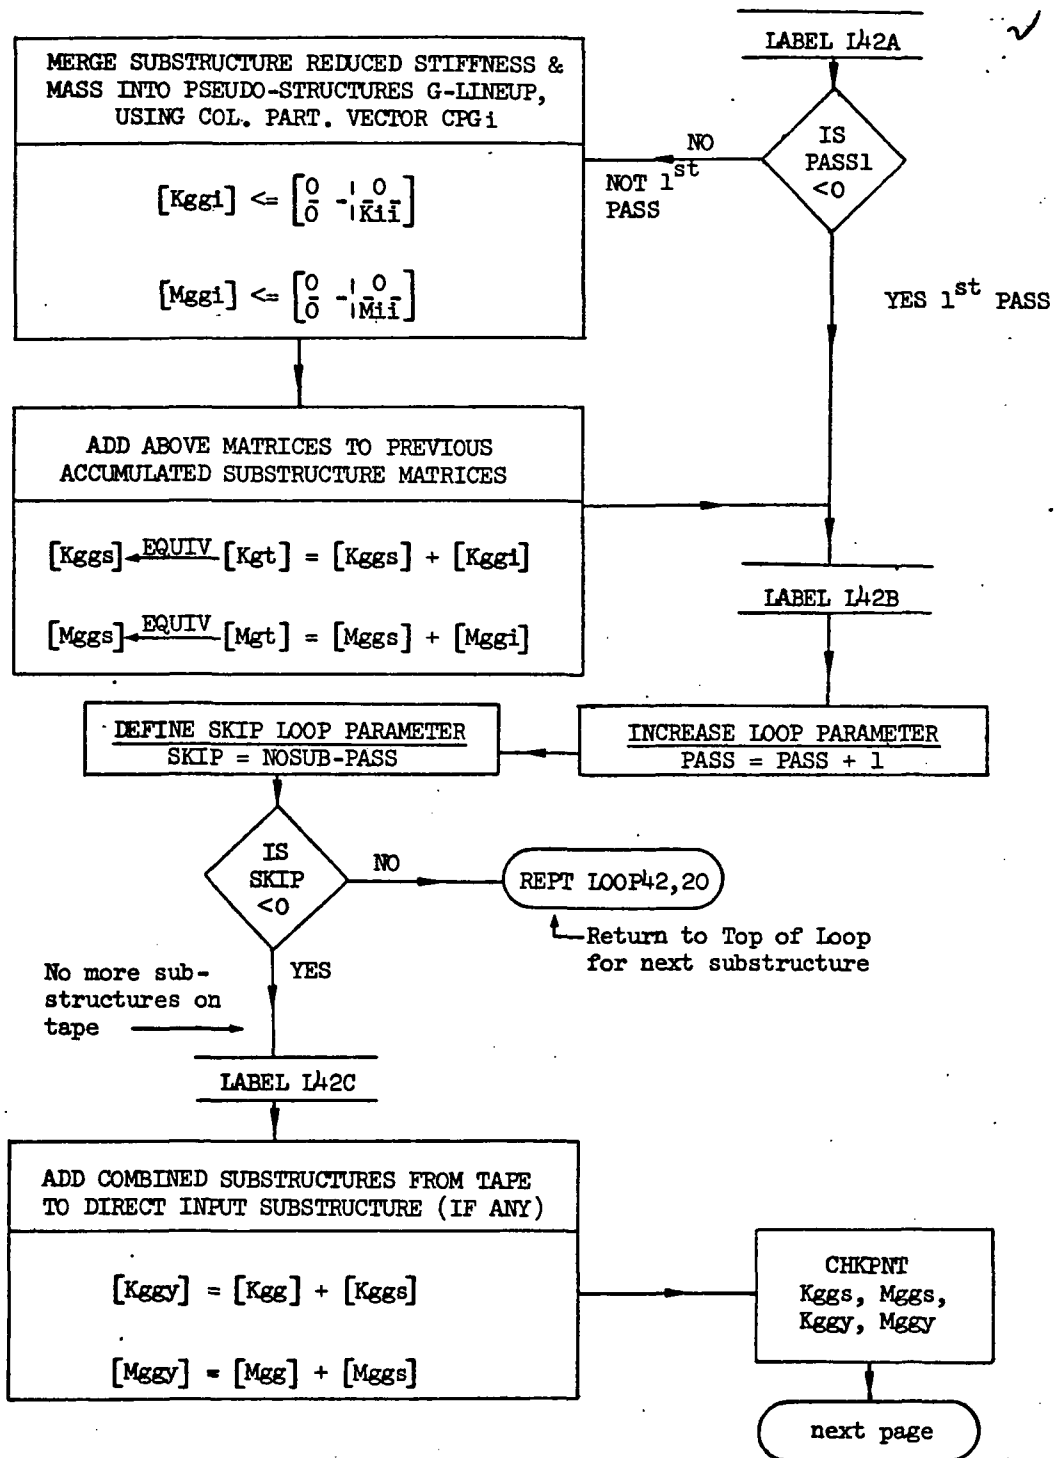 LABEL L42A
IS
PASS1
<0
NO
NOT 1st
PASS
YES 1st PASS
MERGE SUBSTRUCTURE REDUCED STIFFNESS &
MASS INTO PSEUDO-STRUCTURES G-LINEUP,
USING COL. PART. VECTOR CPGi
[Kggi] <= [0 | 0
0 | Kii]
[Mggi] <= [0 | 0
0 | Mii]
ADD ABOVE MATRICES TO PREVIOUS
ACCUMULATED SUBSTRUCTURE MATRICES
[Kggs] EQUIV [Kgt] = [Kggs] + [Kggi]
[Mggs] EQUIV [Mgt] = [Mggs] + [Mggi]
LABEL L42B
INCREASE LOOP PARAMETER
PASS = PASS + 1
DEFINE SKIP LOOP PARAMETER
SKIP = NOSUB-PASS
IS
SKIP
<0
NO
REPT LOOP42,20
Return to Top of Loop
for next substructure
YES
No more sub-
structures on
tape
LABEL L42C
ADD COMBINED SUBSTRUCTURES FROM TAPE
TO DIRECT INPUT SUBSTRUCTURE (IF ANY)
[Kggy] = [Kgg] + [Kggs]
[Mggy] = [Mgg] + [Mggs]
CHKPNT
Kggs, Mggs,
Kggy, Mggy
next page